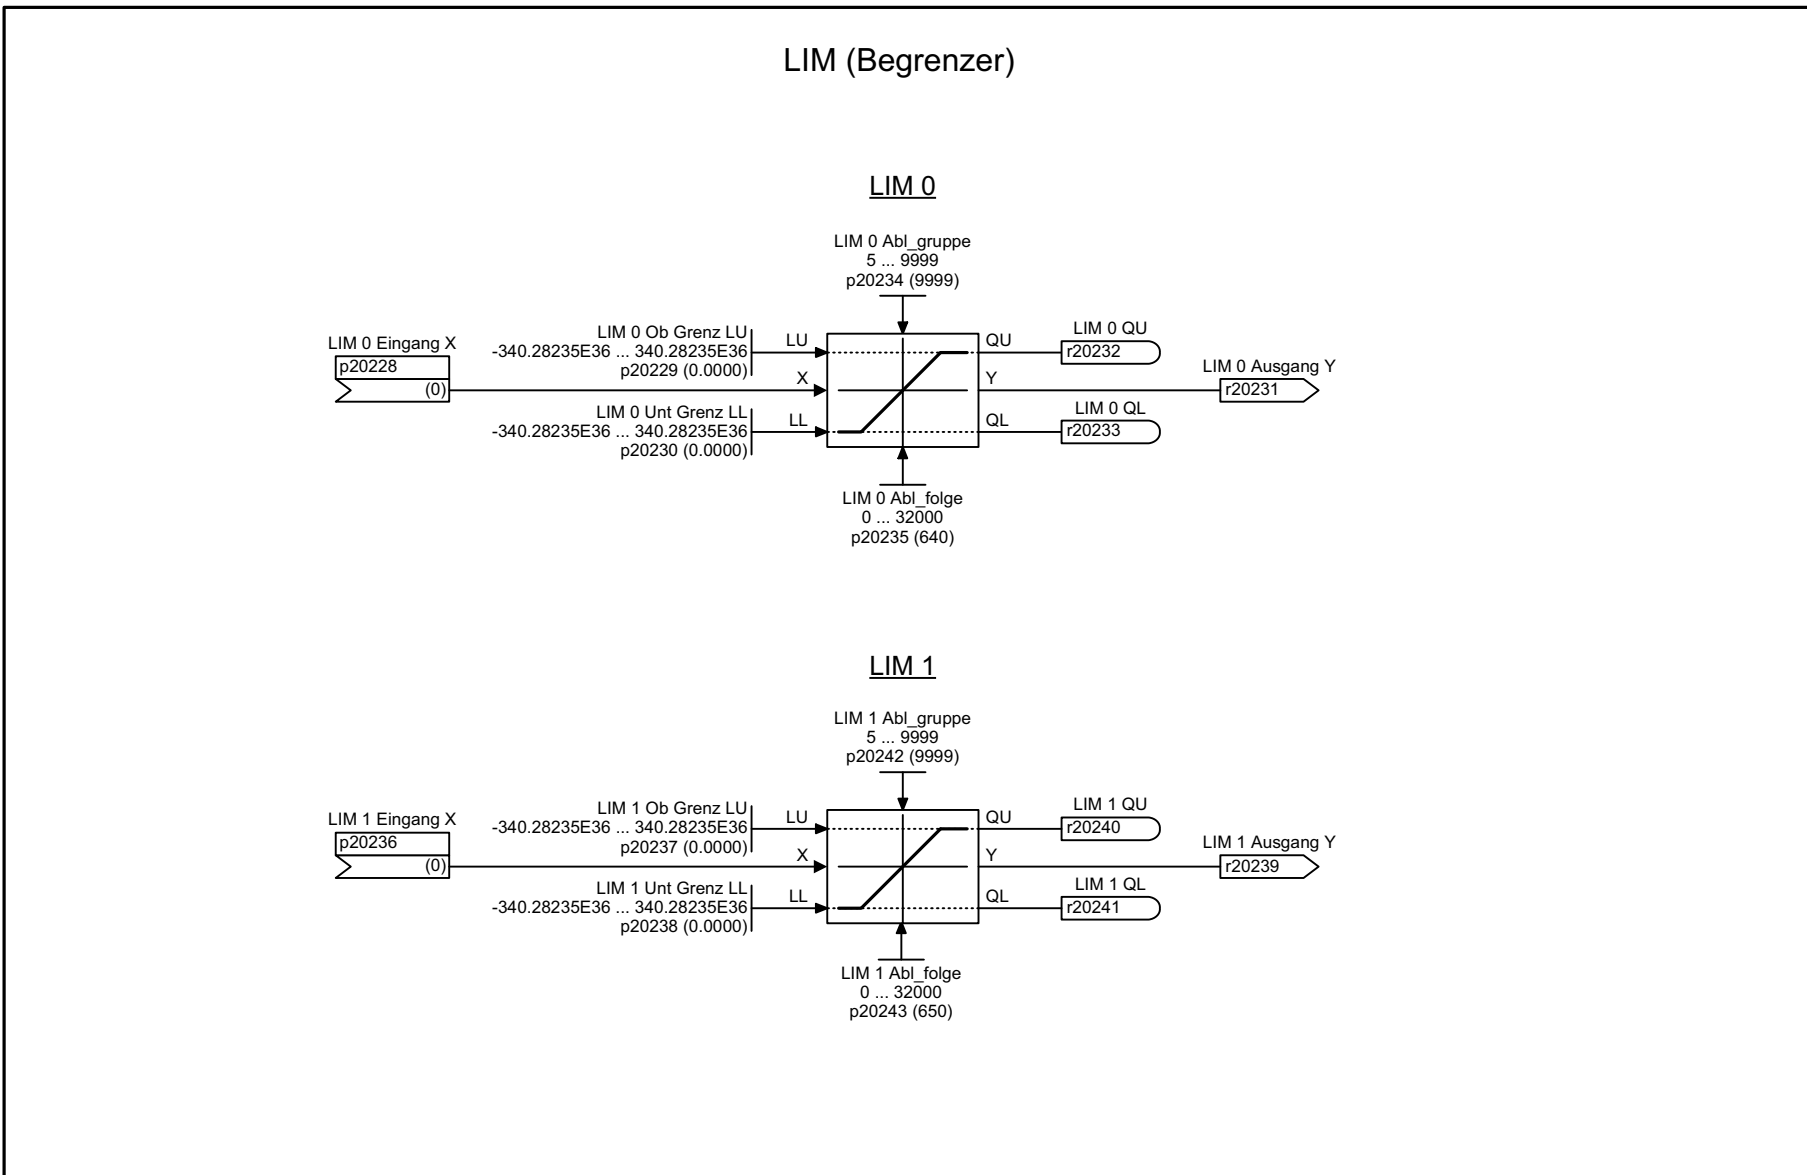 LIM (Begrenzer)
LIM 0
LIM 0 Abl_gruppe
5 ... 9999
p20234 (9999)
LIM 0 Eingang X
p20228
(0)
LIM 0 Ob Grenz LU
-340.28235E36 ... 340.28235E36
p20229 (0.0000)
LIM 0 Unt Grenz LL
-340.28235E36 ... 340.28235E36
p20230 (0.0000)
LU
X
LL
QU
Y
QL
LIM 0 QU
r20232
LIM 0 Ausgang Y
r20231
LIM 0 QL
r20233
LIM 0 Abl_folge
0 ... 32000
p20235 (640)
LIM 1
LIM 1 Abl_gruppe
5 ... 9999
p20242 (9999)
LIM 1 Eingang X
p20236
(0)
LIM 1 Ob Grenz LU
-340.28235E36 ... 340.28235E36
p20237 (0.0000)
LIM 1 Unt Grenz LL
-340.28235E36 ... 340.28235E36
p20238 (0.0000)
LU
X
LL
QU
Y
QL
LIM 1 QU
r20240
LIM 1 Ausgang Y
r20239
LIM 1 QL
r20241
LIM 1 Abl_folge
0 ... 32000
p20243 (650)